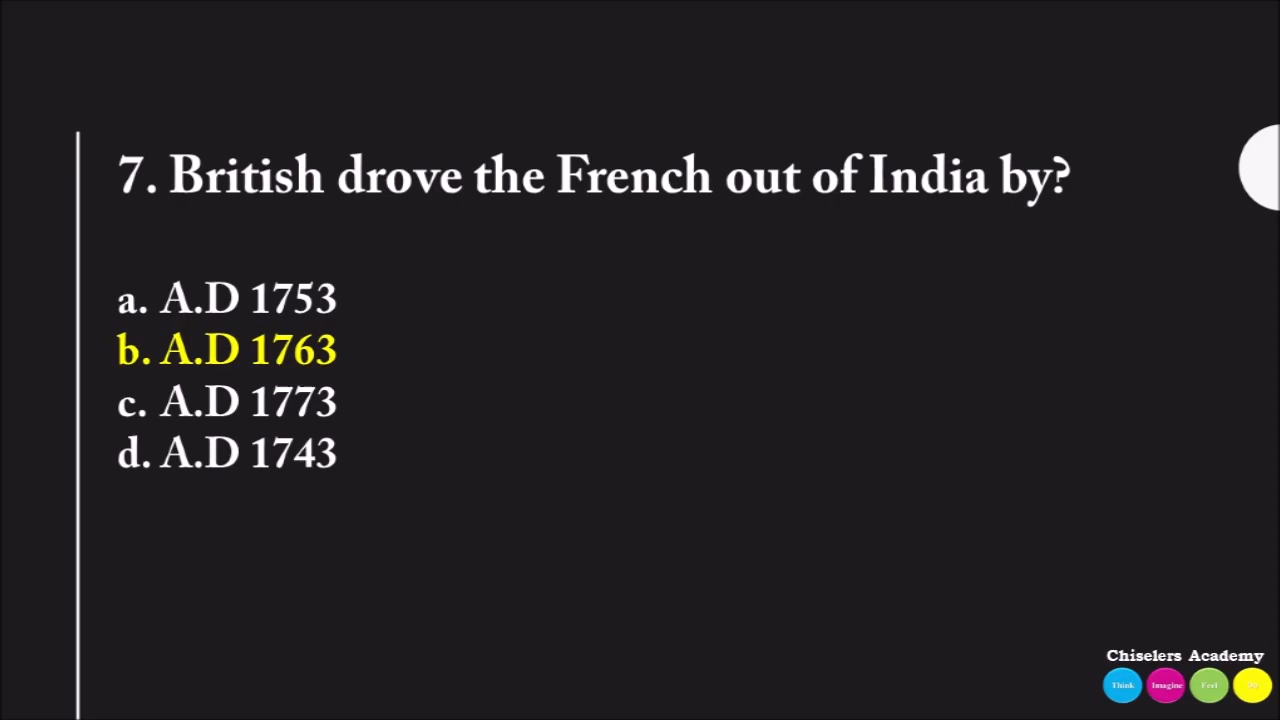 7. British drove the French out of India by?
a. A.D 1753
b. A.D 1763
c. A.D 1773
d. A.D 1743
Chiselers Academy
Think Imagine Feel